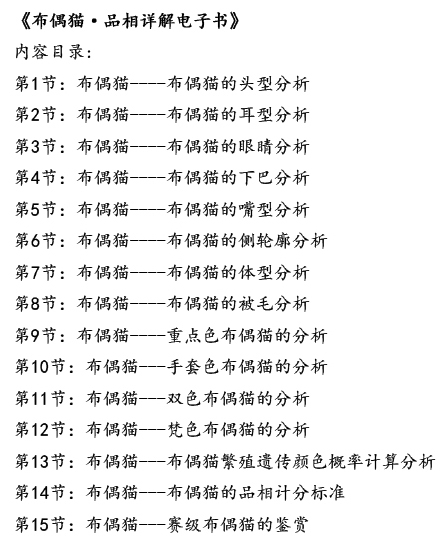 《布偶猫·品相详解电子书》
内容目录：
第1节：布偶猫----布偶猫的头型分析
第2节：布偶猫----布偶猫的耳型分析
第3节：布偶猫----布偶猫的眼睛分析
第4节：布偶猫----布偶猫的下巴分析
第5节：布偶猫----布偶猫的嘴型分析
第6节：布偶猫----布偶猫的侧轮廓分析
第7节：布偶猫----布偶猫的体型分析
第8节：布偶猫----布偶猫的被毛分析
第9节：布偶猫----重点色布偶猫的分析
第10节：布偶猫---手套色布偶猫的分析
第11节：布偶猫---双色布偶猫的分析
第12节：布偶猫---梵色布偶猫的分析
第13节：布偶猫---布偶猫繁殖遗传颜色概率计算分析
第14节：布偶猫---布偶猫的品相计分标准
第15节：布偶猫---赛级布偶猫的鉴赏